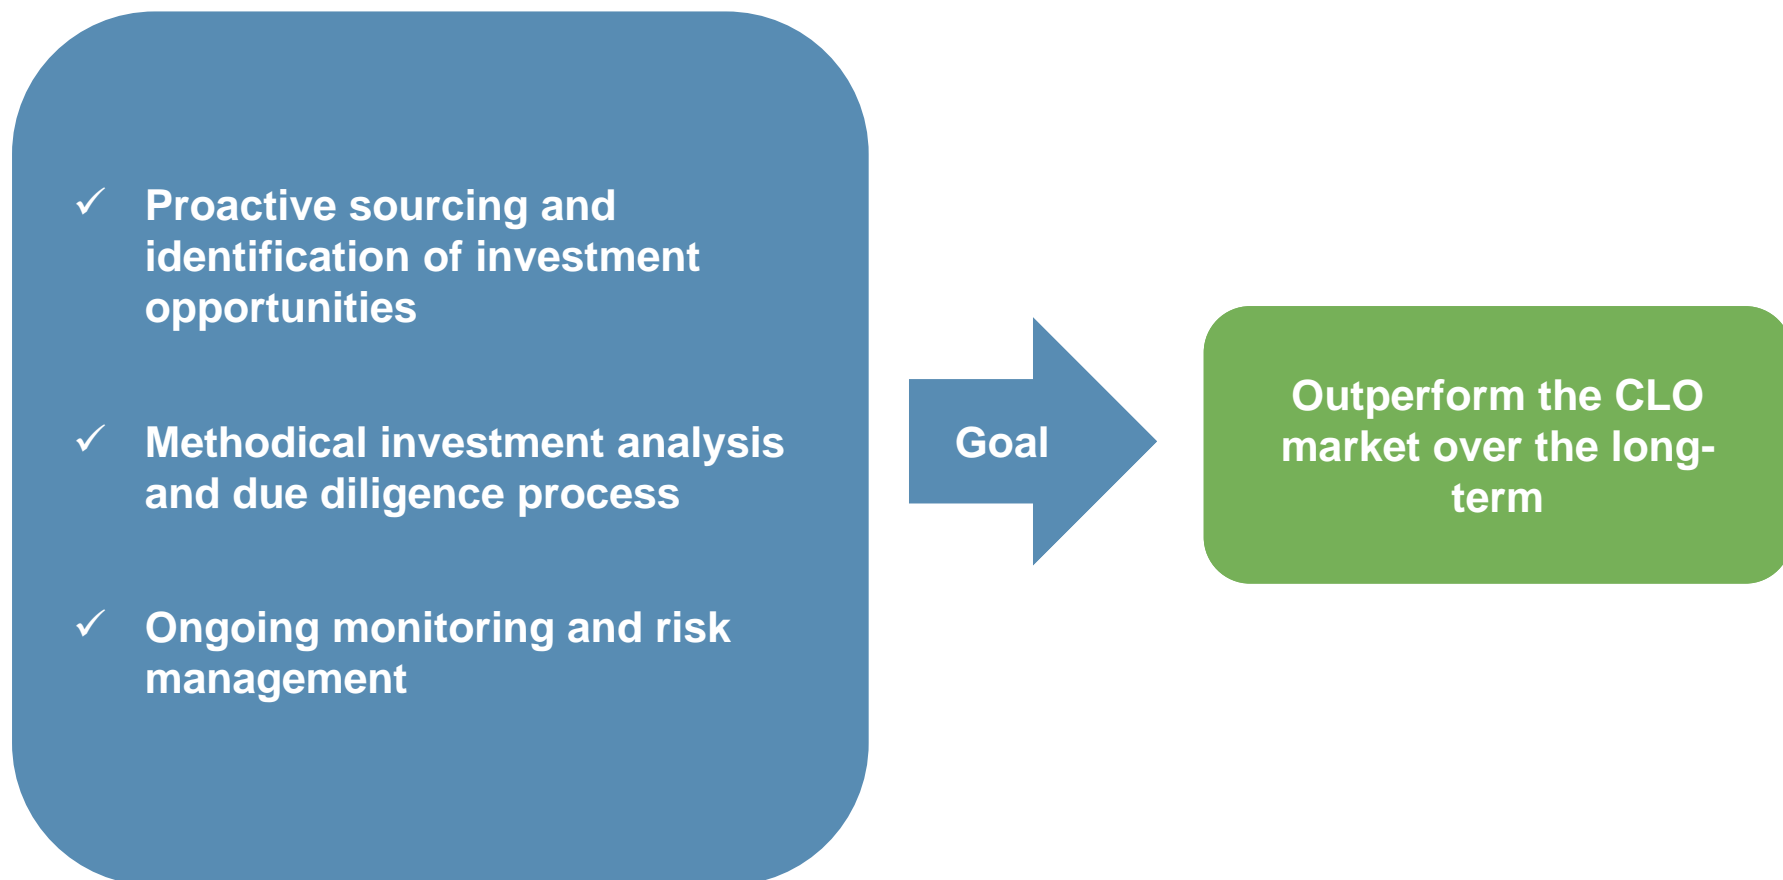 ✓ Proactive sourcing and
identification of investment
opportunities
✓ Methodical investment analysis
and due diligence process
✓ Ongoing monitoring and risk
management
Goal
Outperform the CLO
market over the long-
term